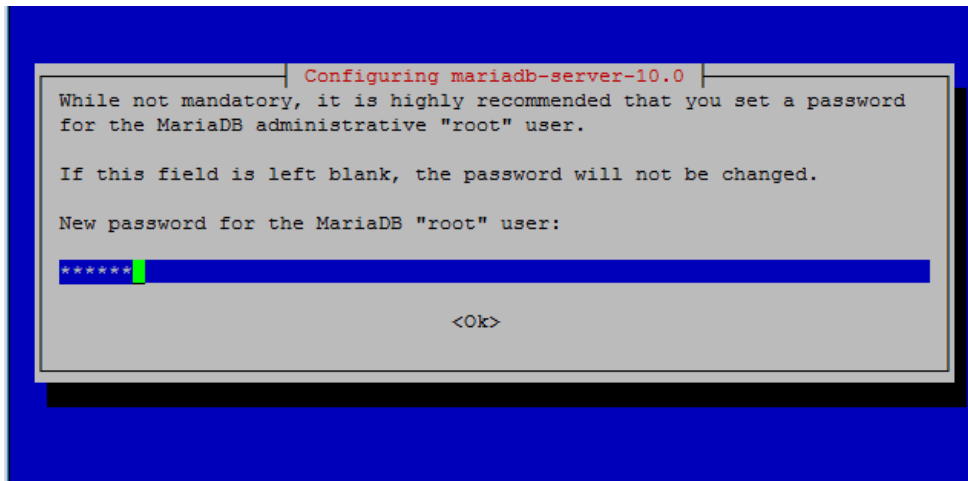 Configuring mariadb-server-10.0
While not mandatory, it is highly recommended that you set a password
for the MariaDB administrative "root" user.
If this field is left blank, the password will not be changed.
New password for the MariaDB "root" user:
******
<Ok>